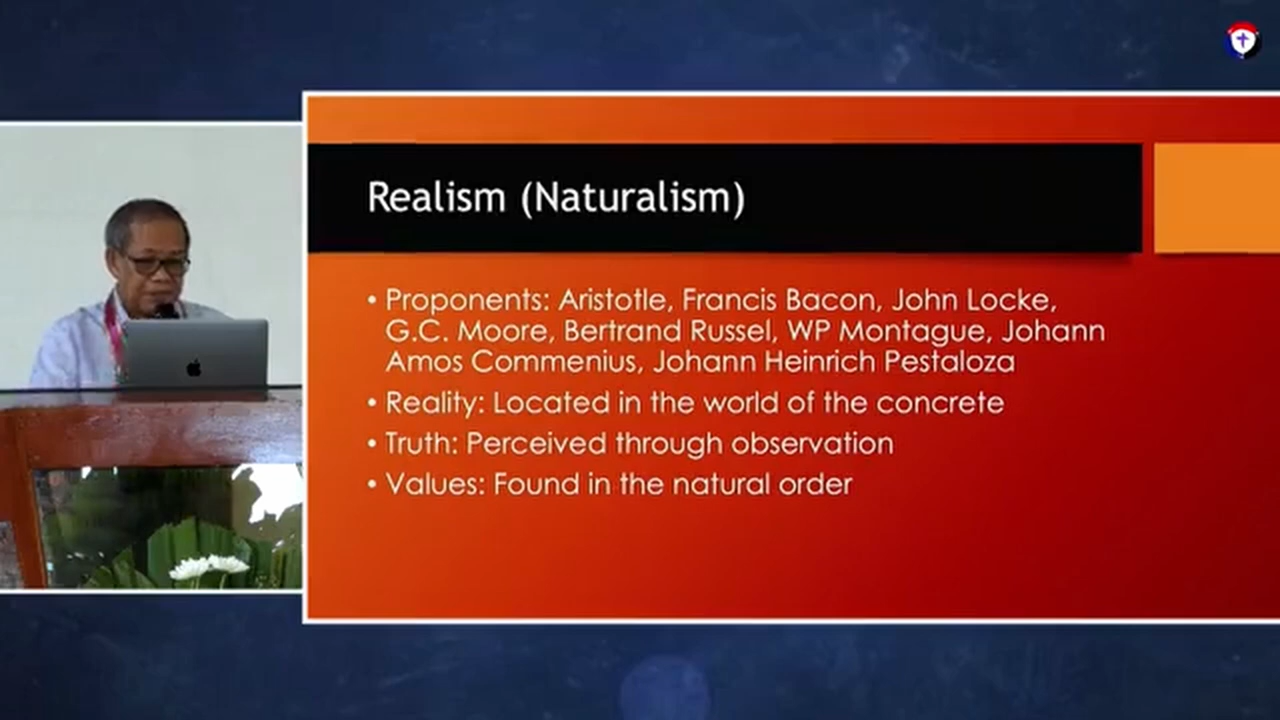 Realism (Naturalism)
• Proponents: Aristotle, Francis Bacon, John Locke,
G.C. Moore, Bertrand Russel, WP Montague, Johann
Amos Commenius, Johann Heinrich Pestaloza
• Reality: Located in the world of the concrete
• Truth: Perceived through observation
• Values: Found in the natural order